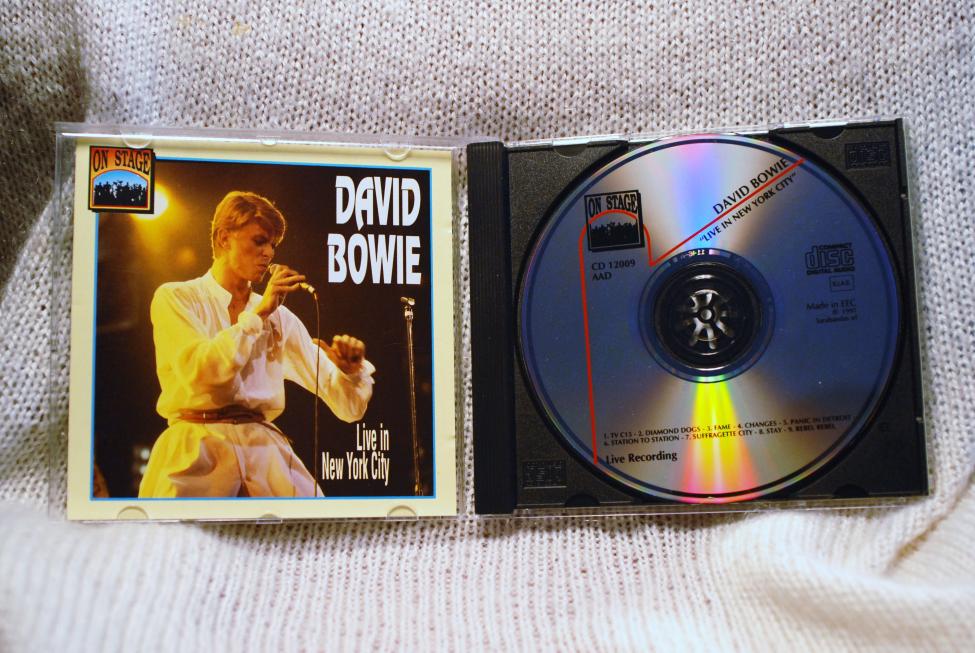 ON STAGE
DAVID
BOWIE
Live in
New York City
ON STAGE
DAVID BOWIE
"LIVE IN NEW YORK CITY"
CD 12009
AAD
COMPACT
disc
DIGITAL AUDIO
S.I.A.E.
Made in EEC
1. TV C15 - 2. DIAMOND DOGS - 3. FAME - 4. CHANGES - 5. PANIC IN DETROIT -
6. STATION TO STATION - 7. SUFFRAGETTE CITY - 8. STAY - 9. REBEL REBEL
Live Recording